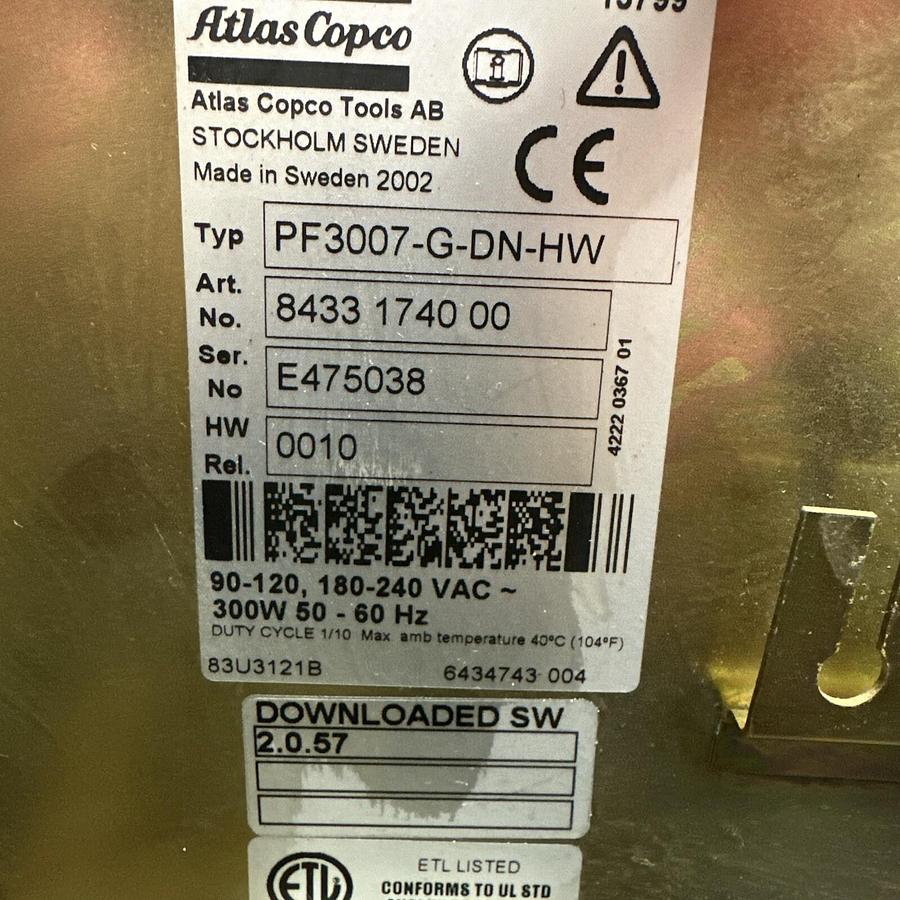 Atlas Copco
Atlas Copco Tools AB
STOCKHOLM SWEDEN
Made in Sweden 2002
CE
Typ PF3007-G-DN-HW
Art. No. 8433 1740 00
Ser. No E475038
HW Rel. 0010
4222 0367 01
90-120, 180-240 VAC ~
300W 50 - 60 Hz
DUTY CYCLE 1/10 Max amb temperature 40°C (104°F)
83U3121B 6434743-004
DOWNLOADED SW
2.0.57
ETL
ETL LISTED
CONFORMS TO UL STD